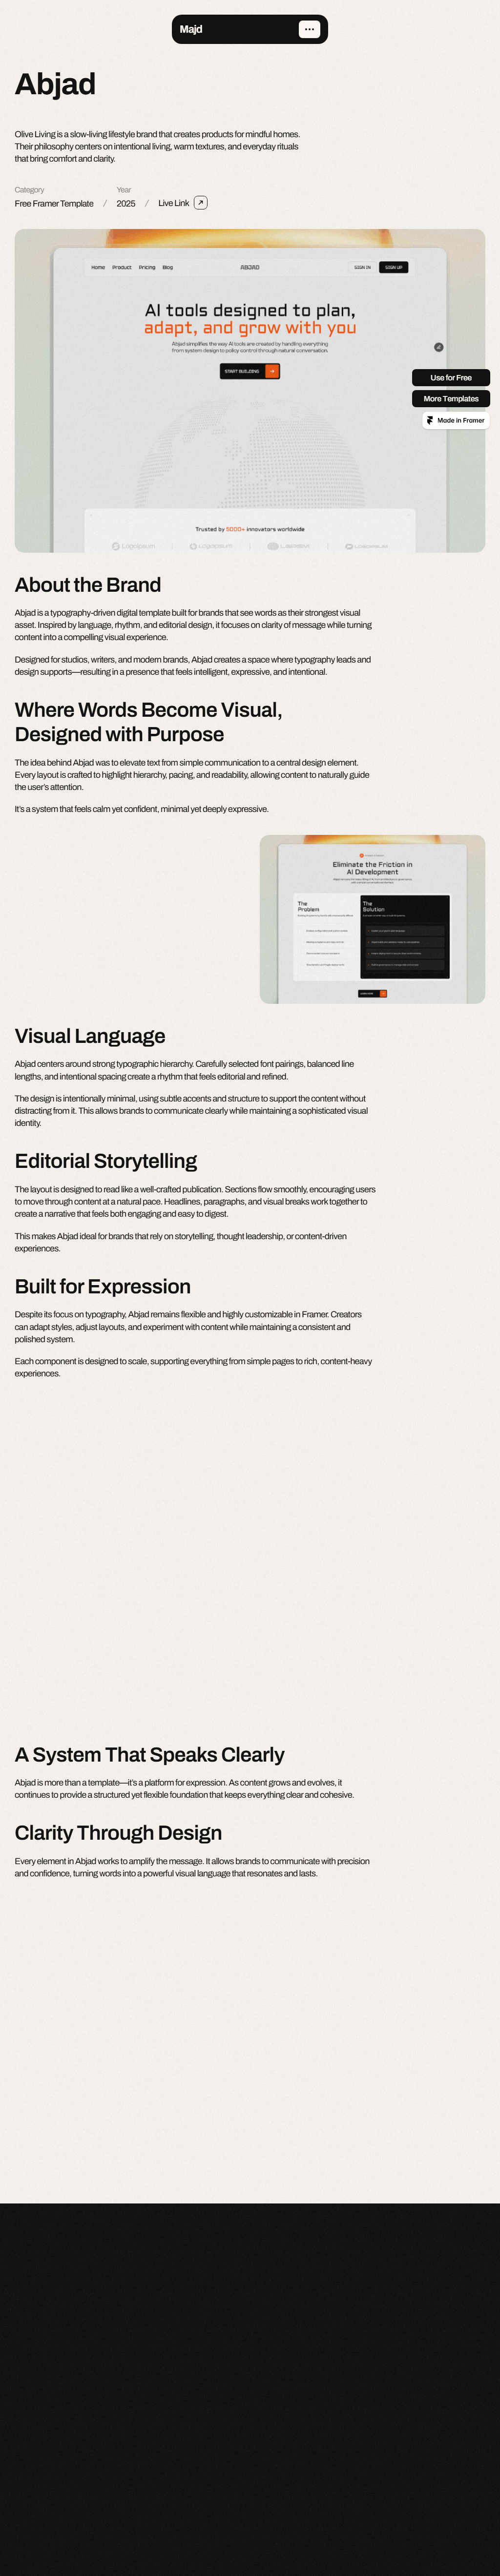 Majd
Abjad
Olive Living is a slow-living lifestyle brand that creates products for mindful homes.
Their philosophy centers on intentional living, warm textures, and everyday rituals
that bring comfort and clarity.
Category
Year
Free Framer Template / 2025 / Live Link
Home Product Pricing Blog ABJAD SIGN IN SIGN UP
AI tools designed to plan,
adapt, and grow with you
Abjad simplifies the way AI tools are created by handling everything
from system design to policy control through natural conversation.
START BUILDING
Use for Free
More Templates
Made in Framer
Trusted by 5000+ innovators worldwide
Logoipsum
About the Brand
Abjad is a typography-driven digital template built for brands that see words as their strongest visual
asset. Inspired by language, rhythm, and editorial design, it focuses on clarity of message while turning
content into a compelling visual experience.
Designed for studios, writers, and modern brands, Abjad creates a space where typography leads and
design supports—resulting in a presence that feels intelligent, expressive, and intentional.
Where Words Become Visual,
Designed with Purpose
The idea behind Abjad was to elevate text from simple communication to a central design element.
Every layout is crafted to highlight hierarchy, pacing, and readability, allowing content to naturally guide
the user's attention.
It's a system that feels calm yet confident, minimal yet deeply expressive.
Eliminate the Friction in
AI Development
The
Problem
The
Solution
Visual Language
Abjad centers around strong typographic hierarchy. Carefully selected font pairings, balanced line
lengths, and intentional spacing create a rhythm that feels editorial and refined.
The design is intentionally minimal, using subtle accents and structure to support the content without
distracting from it. This allows brands to communicate clearly while maintaining a sophisticated visual
identity.
Editorial Storytelling
The layout is designed to read like a well-crafted publication. Sections flow smoothly, encouraging users
to move through content at a natural pace. Headlines, paragraphs, and visual breaks work together to
create a narrative that feels both engaging and easy to digest.
This makes Abjad ideal for brands that rely on storytelling, thought leadership, or content-driven
experiences.
Built for Expression
Despite its focus on typography, Abjad remains flexible and highly customizable in Framer. Creators
can adapt styles, adjust layouts, and experiment with content while maintaining a consistent and
polished system.
Each component is designed to scale, supporting everything from simple pages to rich, content-heavy
experiences.
A System That Speaks Clearly
Abjad is more than a template—it's a platform for expression. As content grows and evolves, it
continues to provide a structured yet flexible foundation that keeps everything clear and cohesive.
Clarity Through Design
Every element in Abjad works to amplify the message. It allows brands to communicate with precision
and confidence, turning words into a powerful visual language that resonates and lasts.